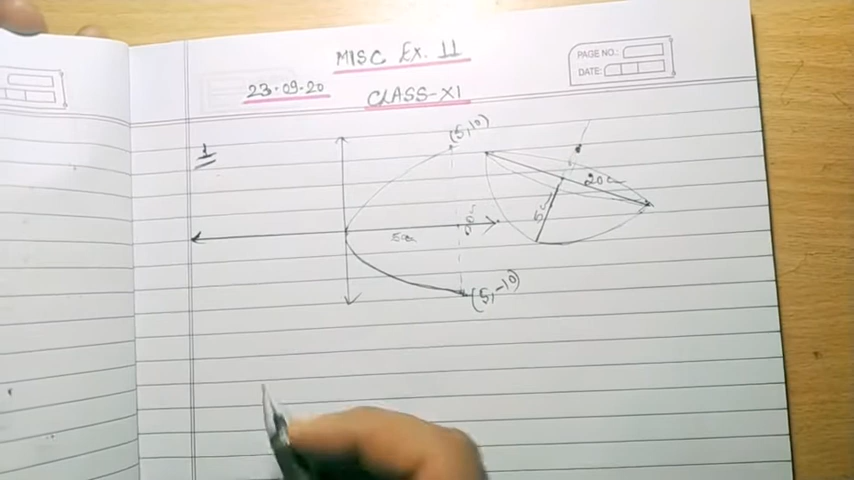 MISC Ex. 11
PAGE NO.:
DATE:
23.09.20
CLASS-XI
1
(5,10)
20cm
5cm
5cm
(5,-10)